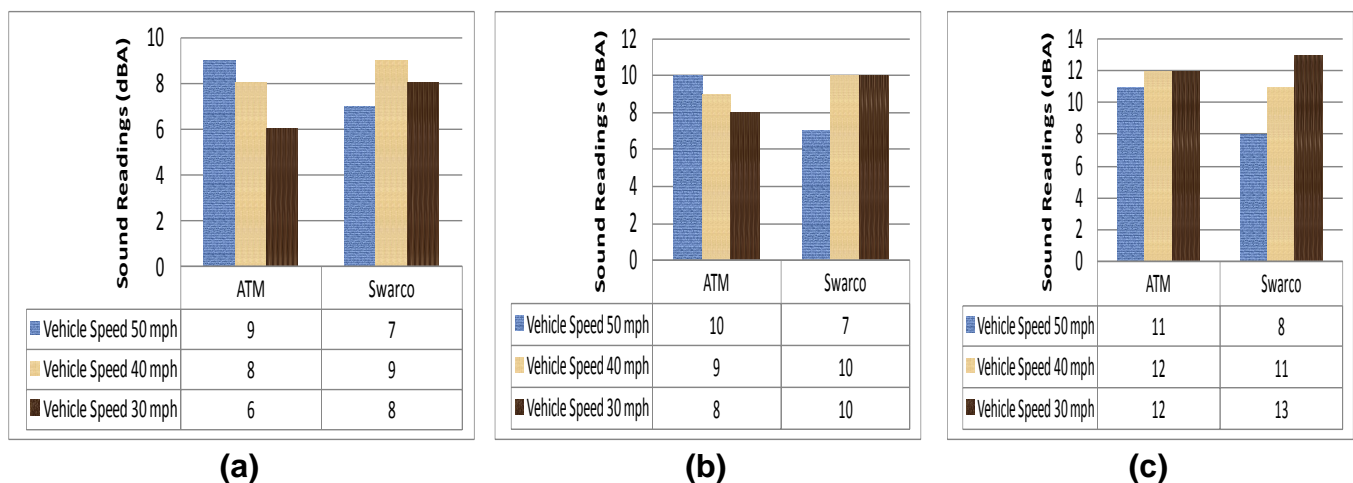 Sound Readings (dBA)
10
8
6
4
2
0
ATM Swarco
Vehicle Speed 50 mph 9 7
Vehicle Speed 40 mph 8 9
Vehicle Speed 30 mph 6 8
(a)
Sound Readings (dBA)
12
10
8
6
4
2
0
ATM Swarco
Vehicle Speed 50 mph 10 7
Vehicle Speed 40 mph 9 10
Vehicle Speed 30 mph 8 10
(b)
Sound Readings (dBA)
14
12
10
8
6
4
2
0
ATM Swarco
Vehicle Speed 50 mph 11 8
Vehicle Speed 40 mph 12 11
Vehicle Speed 30 mph 12 13
(c)